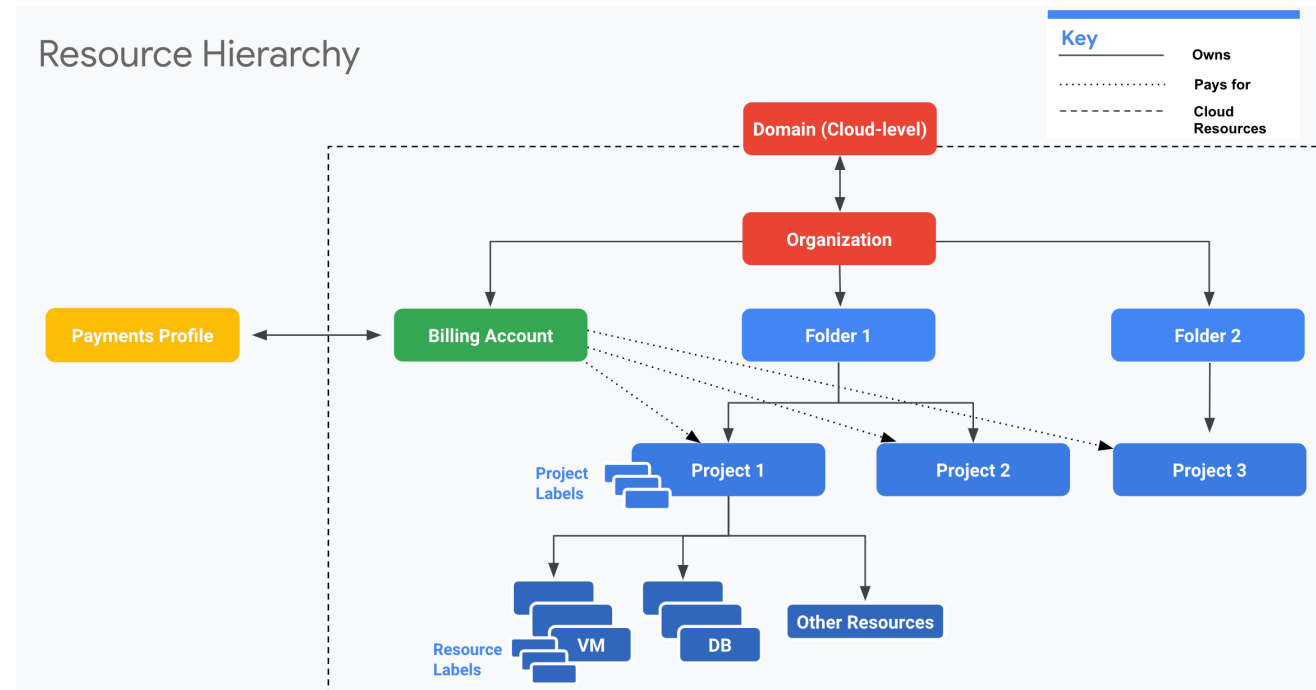 Resource Hierarchy
Key
Owns
Pays for
Cloud
Resources
Domain (Cloud-level)
Organization
Payments Profile
Billing Account
Folder 1
Folder 2
Project
Labels
Project 1
Project 2
Project 3
Resource
Labels
VM
DB
Other Resources